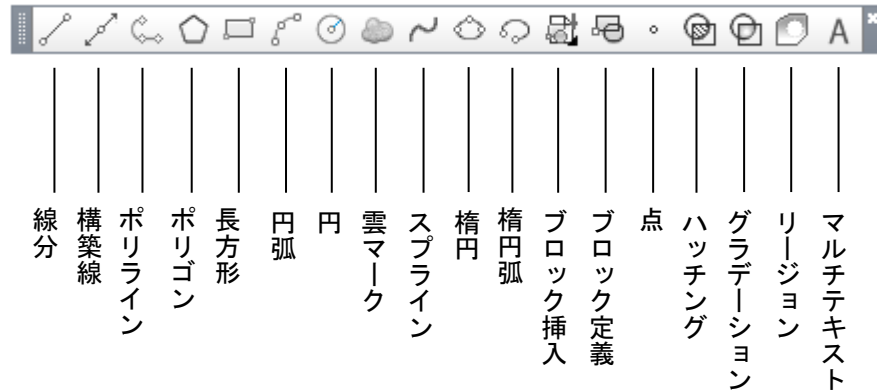 線分
構築線
ポリライン
ポリゴン
長方形
円弧
円
雲マーク
スプライン
楕円
楕円弧
ブロック挿入
ブロック定義
点
ハッチング
グラデーション
リージョン
マルチテキスト
A